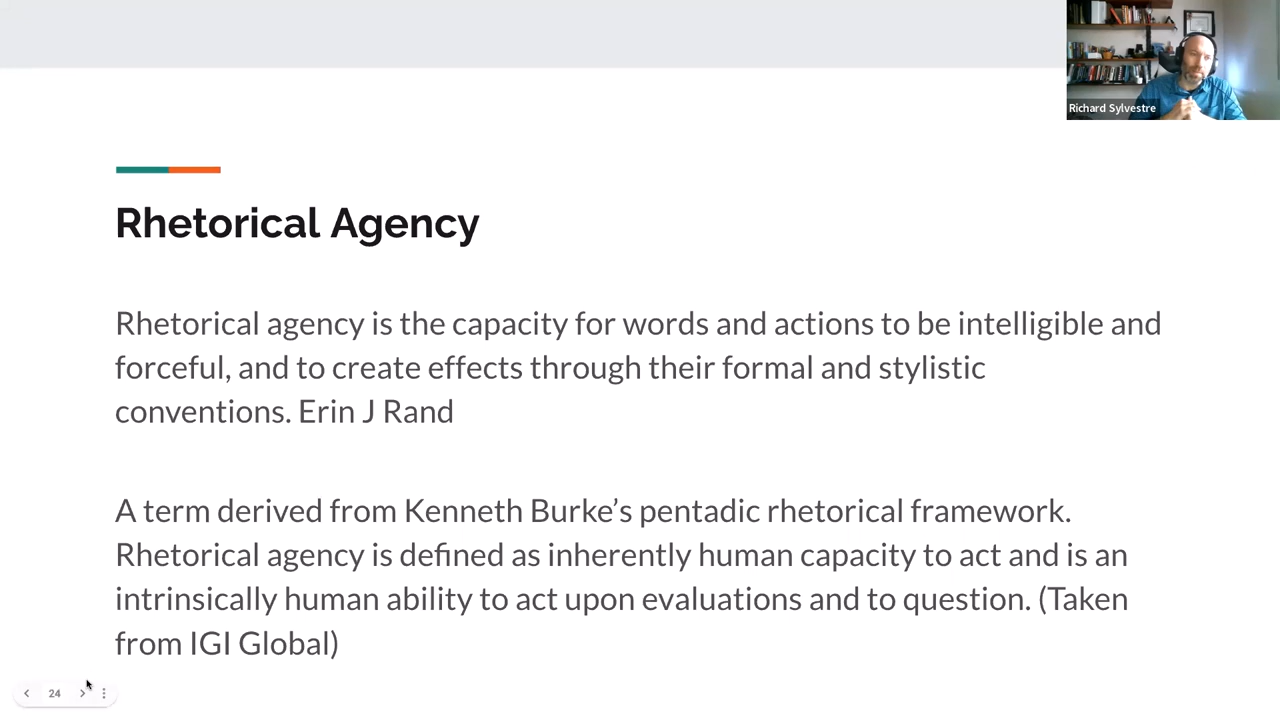 Richard Sylvestre
Rhetorical Agency
Rhetorical agency is the capacity for words and actions to be intelligible and
forceful, and to create effects through their formal and stylistic
conventions. Erin J Rand
A term derived from Kenneth Burke’s pentadic rhetorical framework.
Rhetorical agency is defined as inherently human capacity to act and is an
intrinsically human ability to act upon evaluations and to question. (Taken
from IGI Global)
24